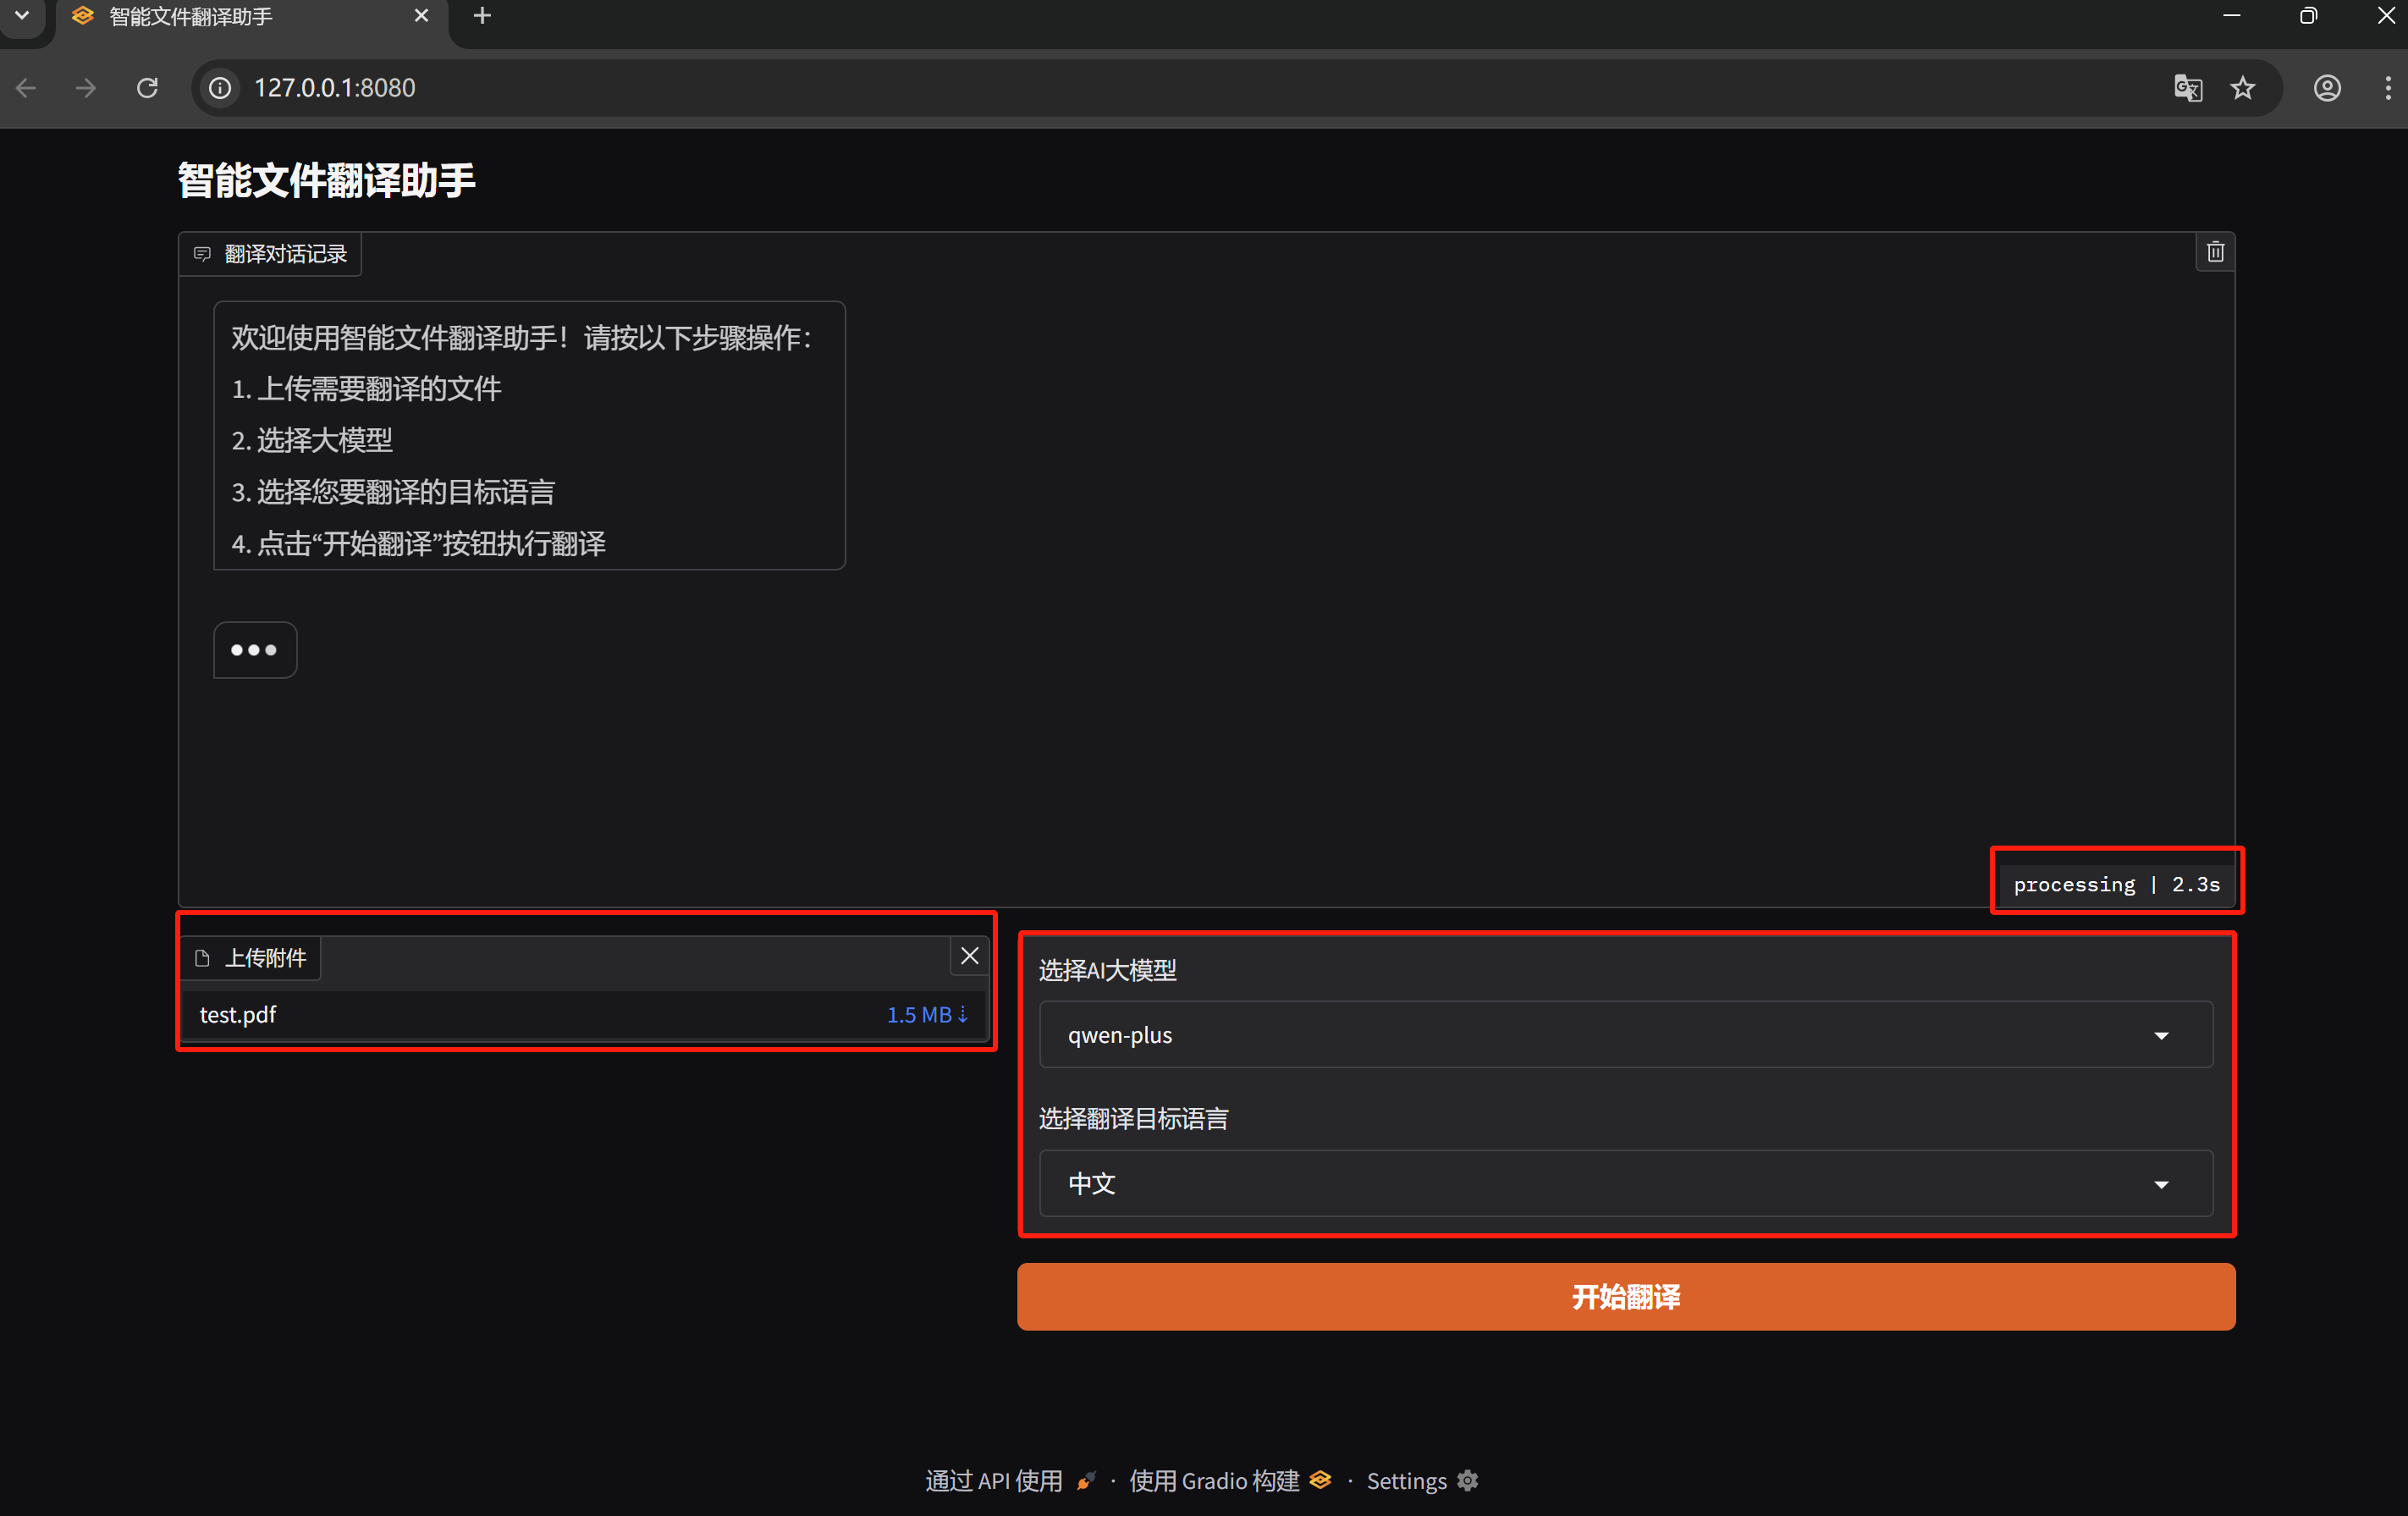 智能文件翻译助手
127.0.0.1:8080
智能文件翻译助手
翻译对话记录
欢迎使用智能文件翻译助手！请按以下步骤操作：
1. 上传需要翻译的文件
2. 选择大模型
3. 选择您要翻译的目标语言
4. 点击“开始翻译”按钮执行翻译
processing | 2.3s
上传附件
test.pdf
1.5 MB ⇣
选择AI大模型
qwen-plus
选择翻译目标语言
中文
开始翻译
通过 API 使用 · 使用 Gradio 构建 · Settings